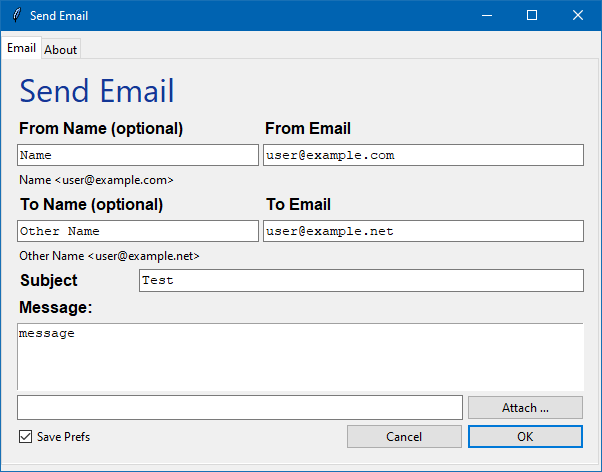 Send Email
Email About
Send Email
From Name (optional) From Email
Name user@example.com
Name <user@example.com>
To Name (optional) To Email
Other Name user@example.net
Other Name <user@example.net>
Subject Test
Message:
message
Attach ...
Save Prefs Cancel OK